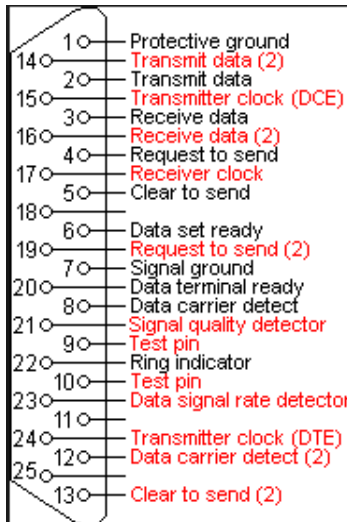 1 Protective ground
14 Transmit data (2)
2 Transmit data
15 Transmitter clock (DCE)
3 Receive data
16 Receive data (2)
4 Request to send
17 Receiver clock
5 Clear to send
18
6 Data set ready
19 Request to send (2)
7 Signal ground
20 Data terminal ready
8 Data carrier detect
21 Signal quality detector
9 Test pin
22 Ring indicator
10 Test pin
23 Data signal rate detector
11
24 Transmitter clock (DTE)
12 Data carrier detect (2)
25
13 Clear to send (2)